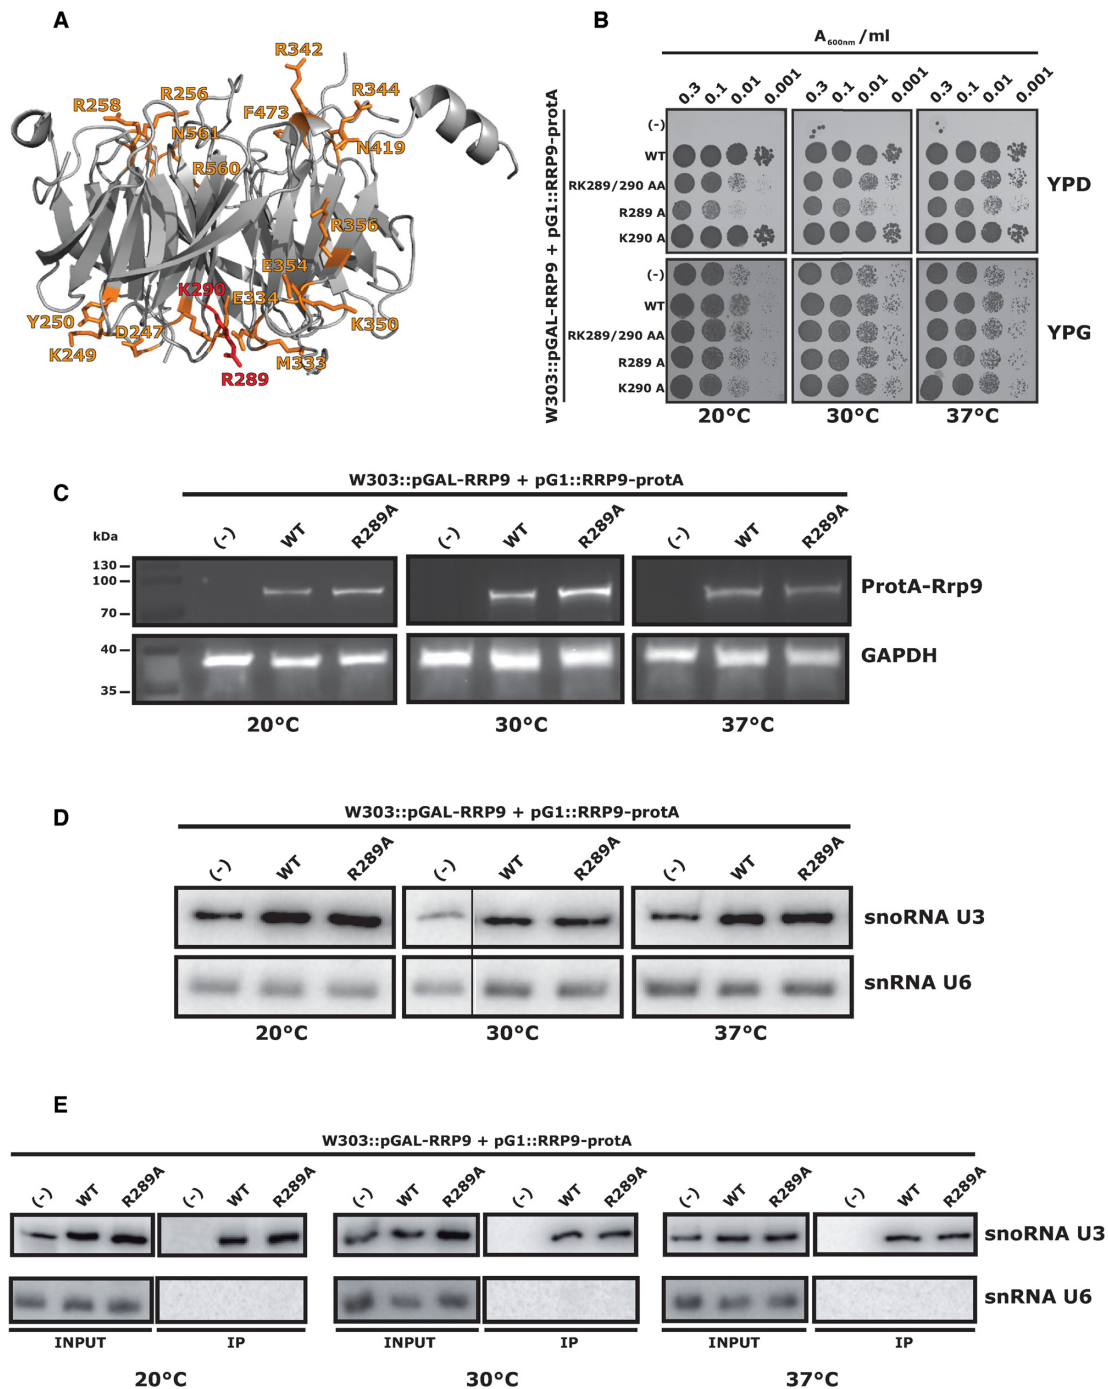 A
R342
R258
R256
R344
F473
N561
N419
R560
R356
E354
K290
E334
Y250
D247
K350
K249
M333
R289
B
A600nm/ml
0.3 0.1 0.01 0.001 0.3 0.1 0.01 0.001 0.3 0.1 0.01 0.001
W303::pGAL-RRP9 + pG1::RRP9-protA
(-)
WT
RK289/290 AA
R289 A
K290 A
YPD
(-)
WT
RK289/290 AA
R289 A
K290 A
YPG
20°C 30°C 37°C
C
W303::pGAL-RRP9 + pG1::RRP9-protA
kDa
(-) WT R289A (-) WT R289A (-) WT R289A
130
100
70
ProtA-Rrp9
40
35
GAPDH
20°C 30°C 37°C
D
W303::pGAL-RRP9 + pG1::RRP9-protA
(-) WT R289A (-) WT R289A (-) WT R289A
snoRNA U3
snRNA U6
20°C 30°C 37°C
E
W303::pGAL-RRP9 + pG1::RRP9-protA
(-) WT R289A (-) WT R289A (-) WT R289A (-) WT R289A (-) WT R289A (-) WT R289A
snoRNA U3
snRNA U6
INPUT IP INPUT IP INPUT IP
20°C 30°C 37°C